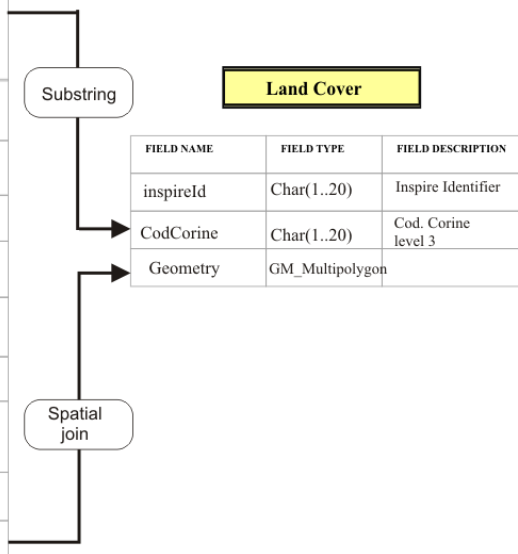 Substring
Land Cover
FIELD NAME FIELD TYPE FIELD DESCRIPTION
inspireId Char(1..20) Inspire Identifier
CodCorine Char(1..20) Cod. Corine
level 3
Geometry GM_Multipolygon
Spatial
join